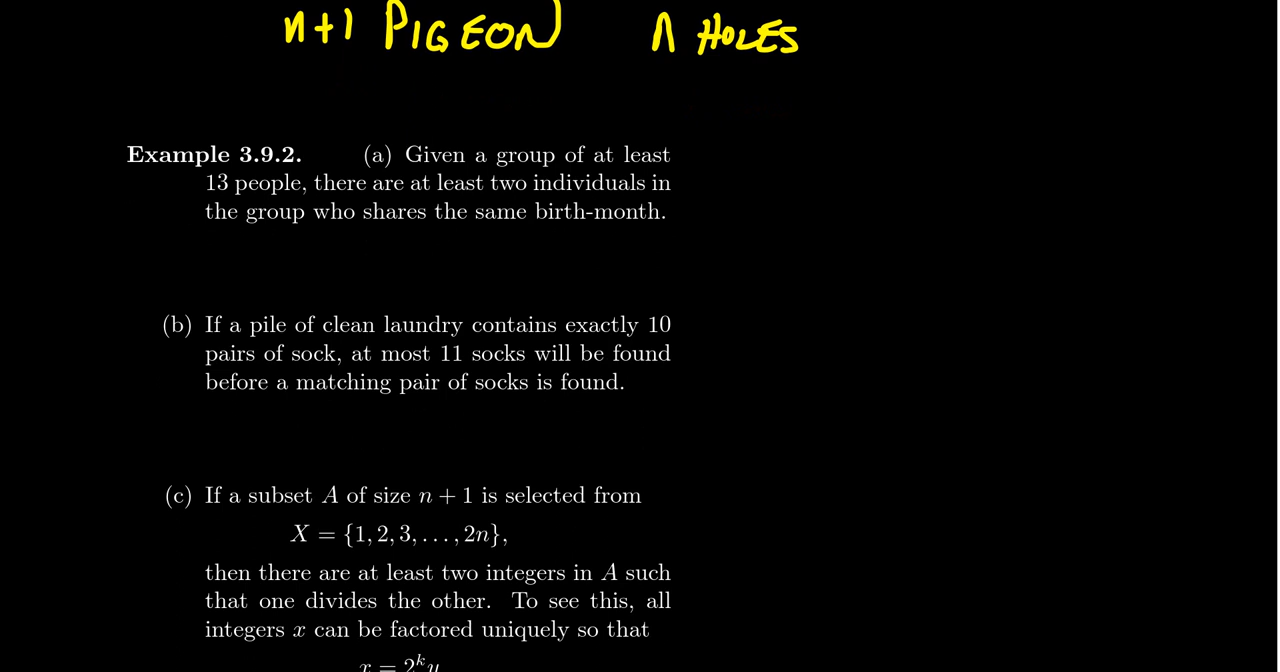 n+1 PIGEON n HOLES
Example 3.9.2. (a) Given a group of at least
13 people, there are at least two individuals in
the group who shares the same birth-month.
(b) If a pile of clean laundry contains exactly 10
pairs of sock, at most 11 socks will be found
before a matching pair of socks is found.
(c) If a subset A of size n + 1 is selected from
X = {1, 2, 3, . . . , 2n},
then there are at least two integers in A such
that one divides the other. To see this, all
integers x can be factored uniquely so that
x = 2^k y